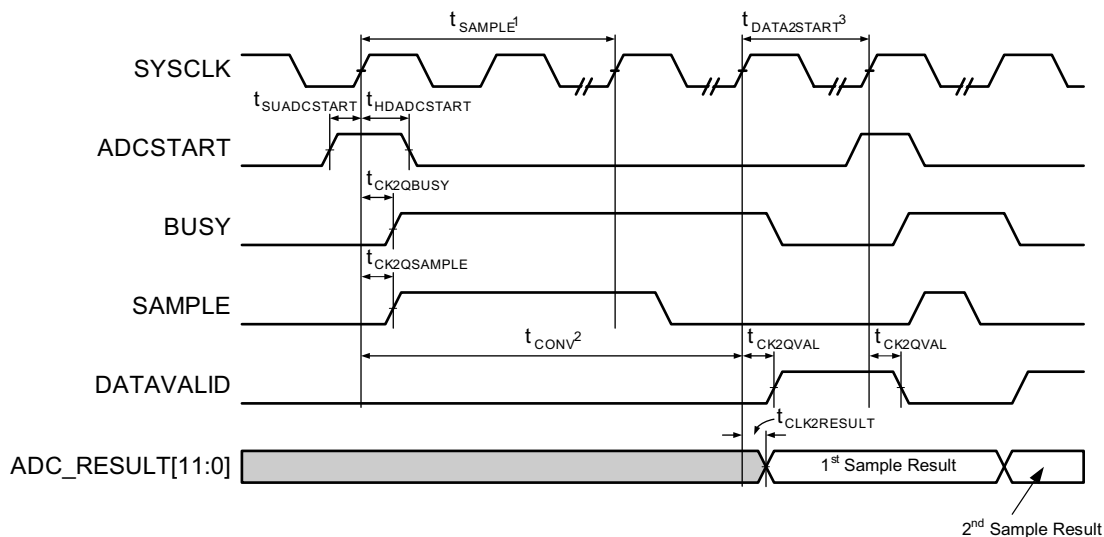 tSAMPLE1 tDATA2START3
SYSCLK
tSUADCSTART tHDADCSTART
ADCSTART
tCK2QBUSY
BUSY
tCK2QSAMPLE
SAMPLE
tCONV2 tCK2QVAL tCK2QVAL
DATAVALID
tCLK2RESULT
ADC_RESULT[11:0] 1st Sample Result
2nd Sample Result